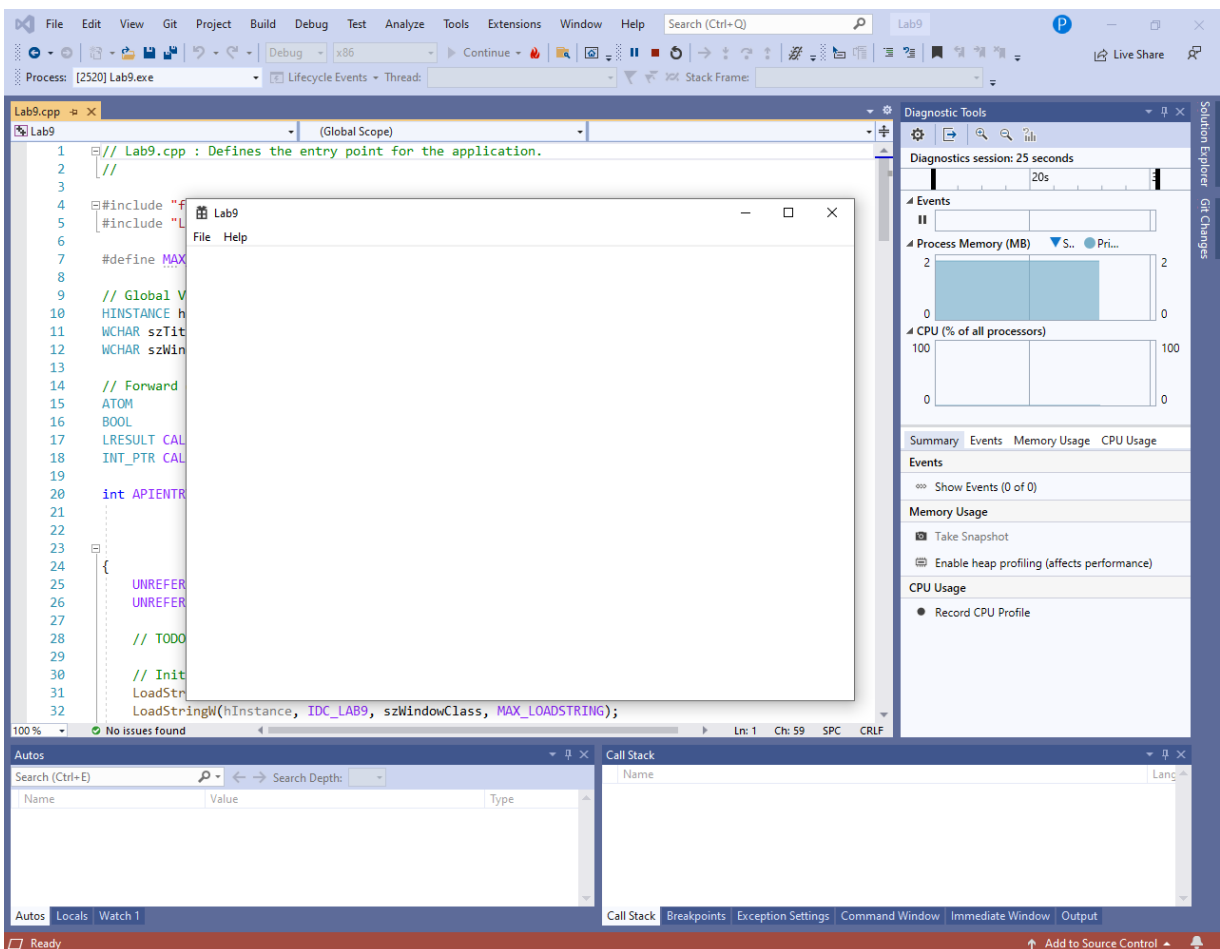 File Edit View Git Project Build Debug Test Analyze Tools Extensions Window Help Search (Ctrl+Q) Lab9 P
Debug x86 Continue Live Share
Process: [2520] Lab9.exe Lifecycle Events Thread: Stack Frame:
Lab9.cpp
Lab9 (Global Scope)
1 // Lab9.cpp : Defines the entry point for the application.
2 //
3
4 #include "f
5 #include "L
6
7 #define MAX
8
9 // Global V
10 HINSTANCE h
11 WCHAR szTit
12 WCHAR szWin
13
14 // Forward
15 ATOM
16 BOOL
17 LRESULT CAL
18 INT_PTR CAL
19
20 int APIENTR
21
22
23
24 {
25 UNREFER
26 UNREFER
27
28 // TODO
29
30 // Init
31 LoadStr
32 LoadStringW(hInstance, IDC_LAB9, szWindowClass, MAX_LOADSTRING);
100 % No issues found Ln: 1 Ch: 59 SPC CRLF
Lab9
File Help
Diagnostic Tools
Diagnostics session: 25 seconds
20s
Events
Process Memory (MB) S.. Pri...
2 2
0 0
CPU (% of all processors)
100 100
0 0
Summary Events Memory Usage CPU Usage
Events
Show Events (0 of 0)
Memory Usage
Take Snapshot
Enable heap profiling (affects performance)
CPU Usage
Record CPU Profile
Solution Explorer
Git Changes
Autos
Search (Ctrl+E) Search Depth:
Name Value Type
Autos Locals Watch 1
Call Stack
Name Lang
Call Stack Breakpoints Exception Settings Command Window Immediate Window Output
Ready Add to Source Control